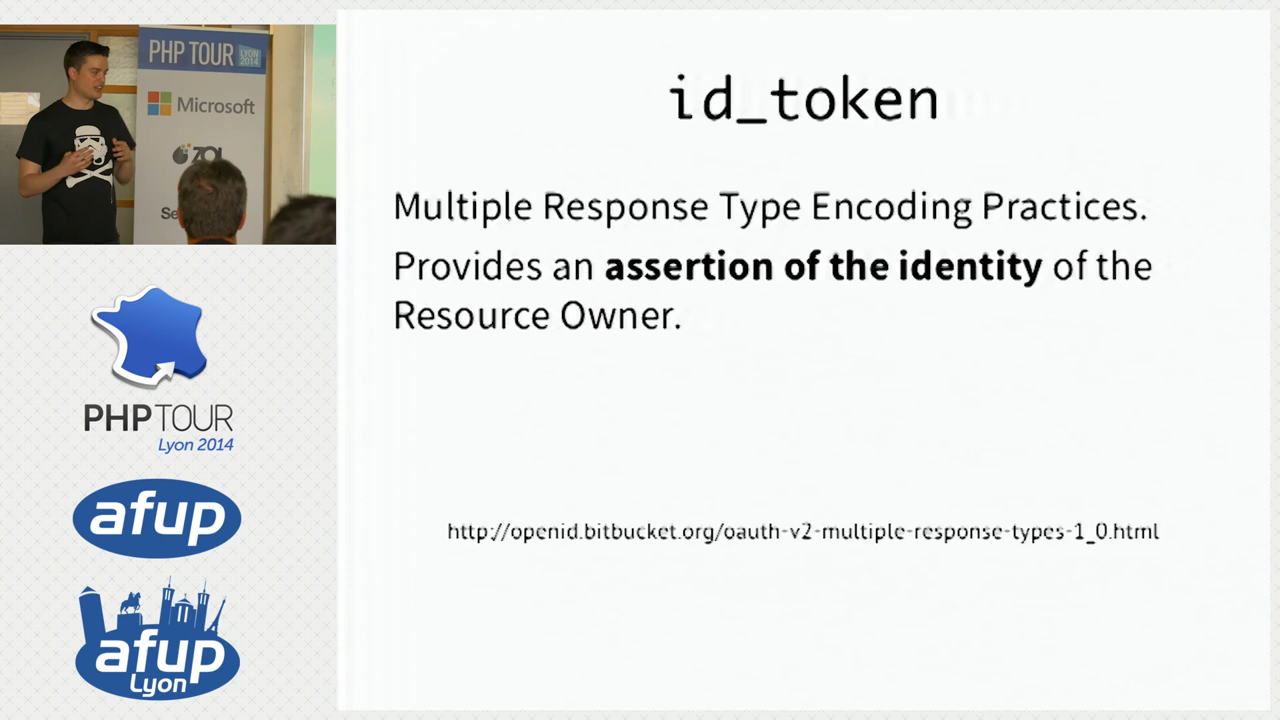 PHP TOUR
LYON
2014
Microsoft
id_token
Multiple Response Type Encoding Practices.
Provides an assertion of the identity of the
Resource Owner.
http://openid.bitbucket.org/oauth-v2-multiple-response-types-1_0.html
PHPTOUR
Lyon 2014
afup
afup
Lyon